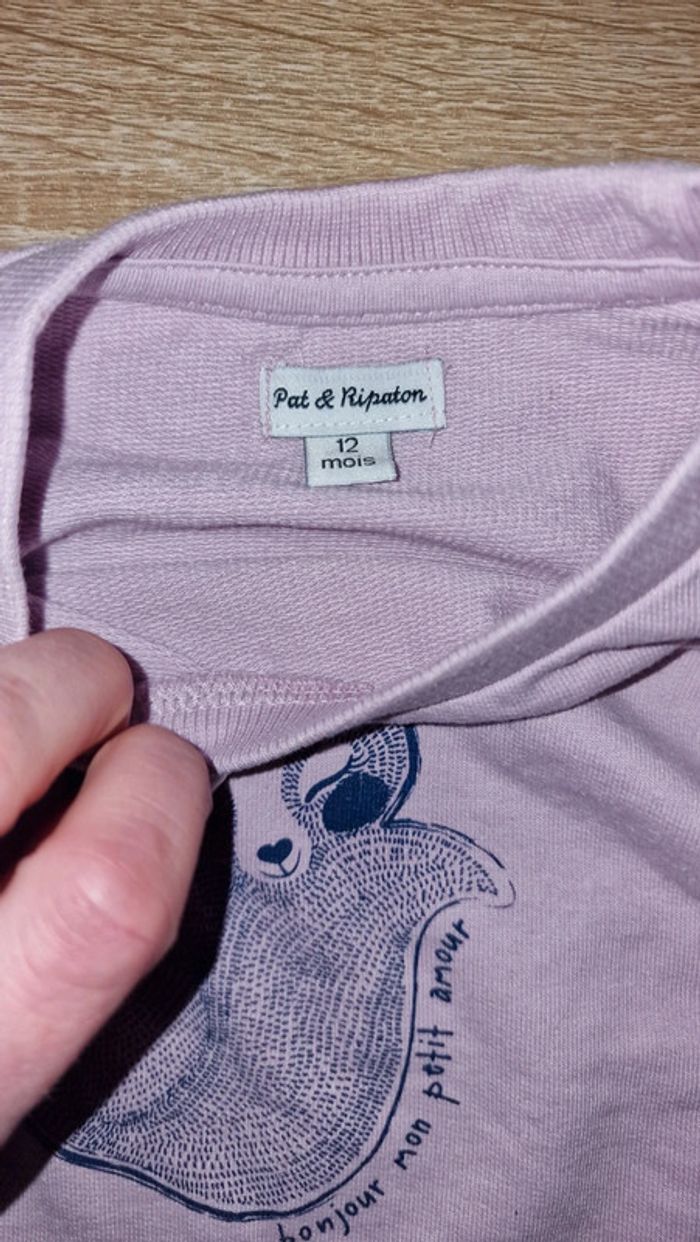 Pat & Ripaton
12
mois
bonjour mon petit amour